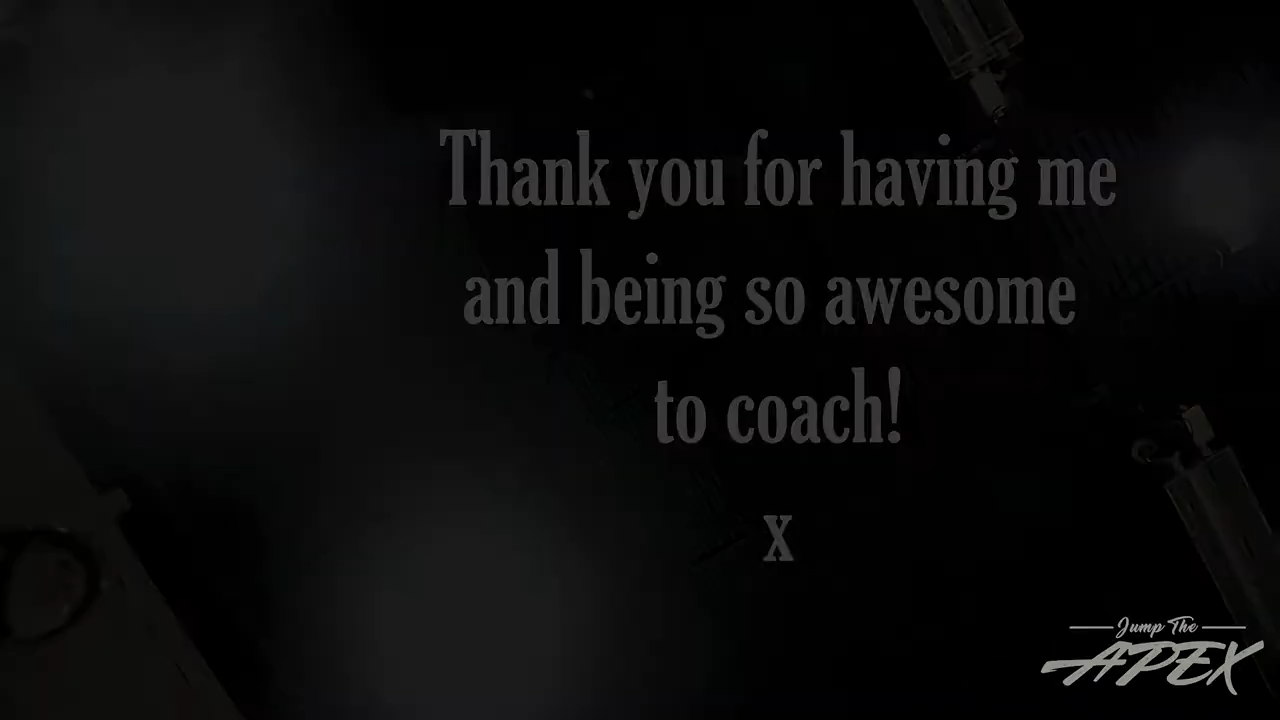 Thank you for having me
and being so awesome
to coach!
x
Jump The
APEX